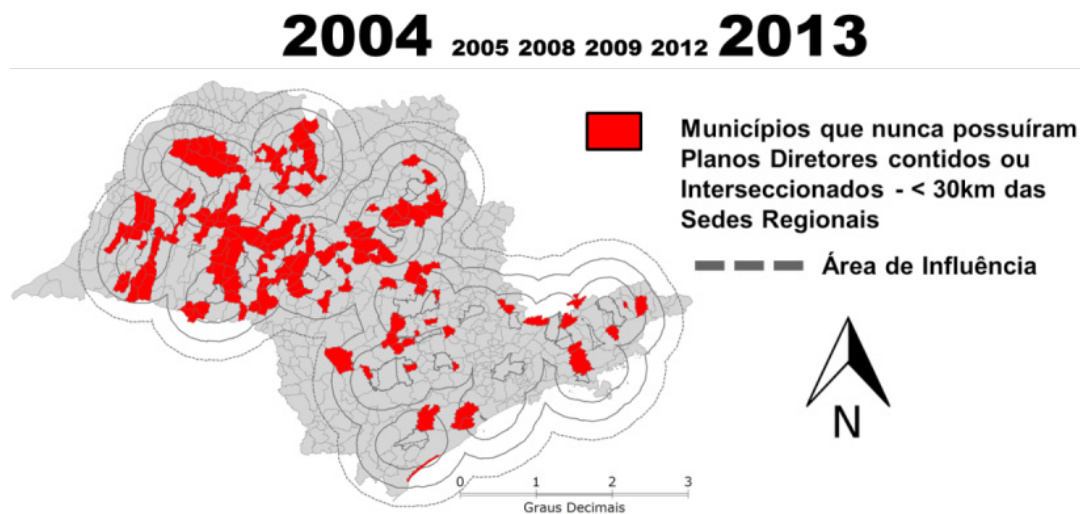 2004 2005 2008 2009 2012 2013
Municípios que nunca possuíram
Planos Diretores contidos ou
Interseccionados - < 30km das
Sedes Regionais
Área de Influência
N
0 1 2 3
Graus Decimais